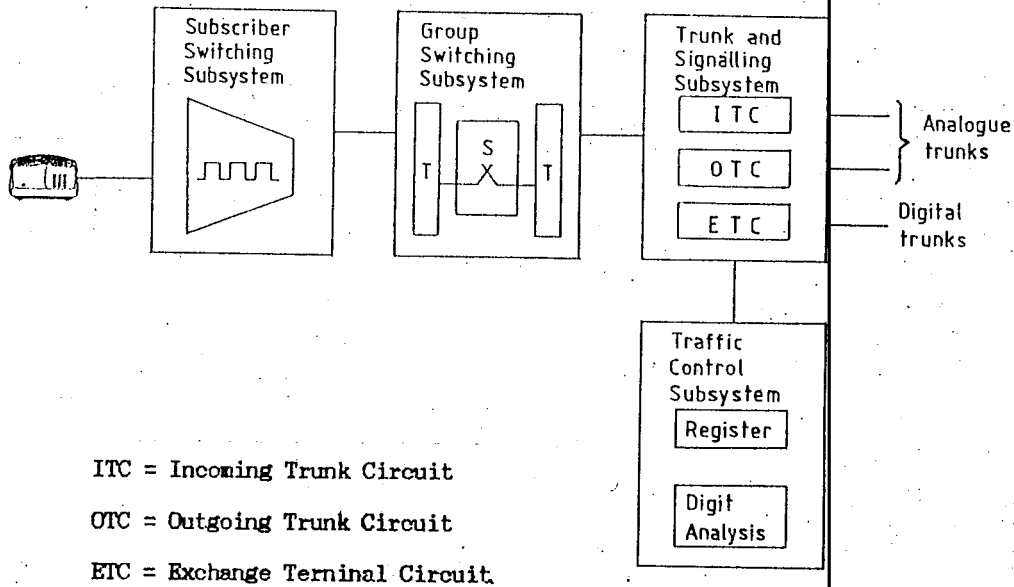 Subscriber
Switching
Subsystem
Group
Switching
Subsystem
T
S
T
Trunk and
Signalling
Subsystem
ITC
OTC
ETC
Analogue
trunks
Digital
trunks
Traffic
Control
Subsystem
Register
Digit
Analysis
ITC = Incoming Trunk Circuit
OTC = Outgoing Trunk Circuit
ETC = Exchange Terninal Circuit.